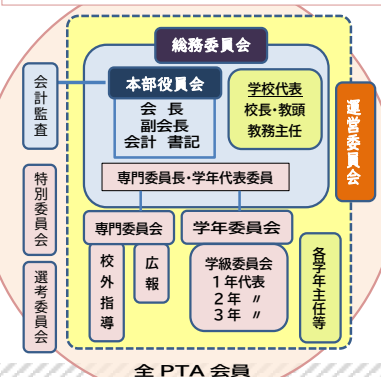 総務委員会
本部役員会
会 長
副会長
会計 書記
学校代表
校長・教頭
教務主任
会計監査
運営委員会
専門委員長・学年代表委員
特別委員会
専門委員会
学年委員会
校外指導
広報
学級委員会
1年代表
2年 〃
3年 〃
各学年主任等
選考委員会
全 PTA 会員